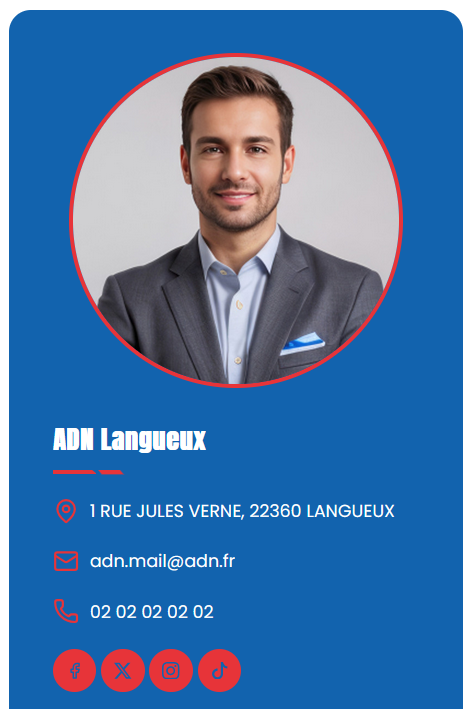 ADN Langueux
1 RUE JULES VERNE, 22360 LANGUEUX
adn.mail@adn.fr
02 02 02 02 02